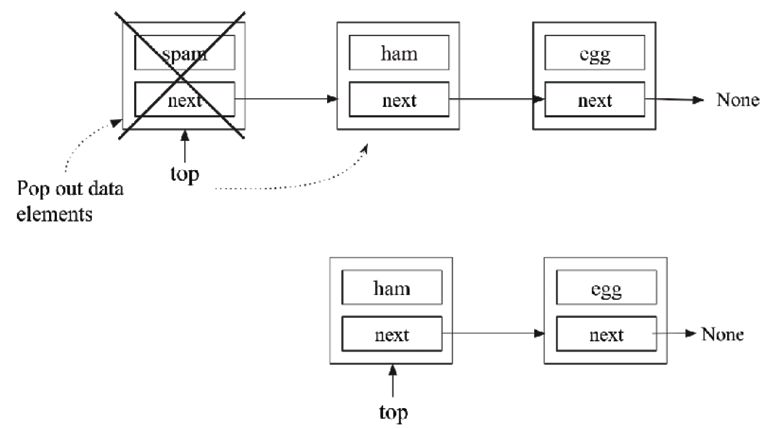 spam
ham
egg
next
next
next
None
top
Pop out data
elements
ham
egg
next
next
None
top